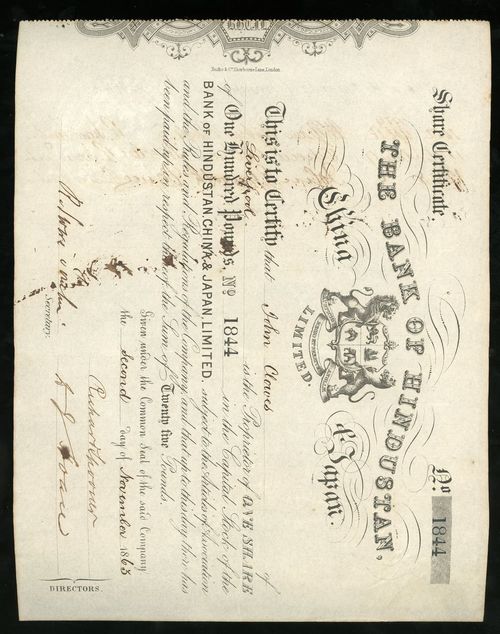 Share Certificate
No. 1844
THE BANK OF HINDUSTAN,
China
& Japan.
LIMITED.
This is to Certify that John Cloves of
Liverpool is the Proprietor of ONE SHARE
of One Hundred Pounds, No. 1844 in the Capital Stock of the
BANK OF HINDUSTAN, CHINA & JAPAN, LIMITED, subject to the Articles of Association
and the Rules and Regulations of the Company and that up to this day there has
been paid upon respect thereof the Sum of Twenty five Pounds.
Given under the Common Seal of the said Company
the second day of November 1863
Secretary.
DIRECTORS.
London.